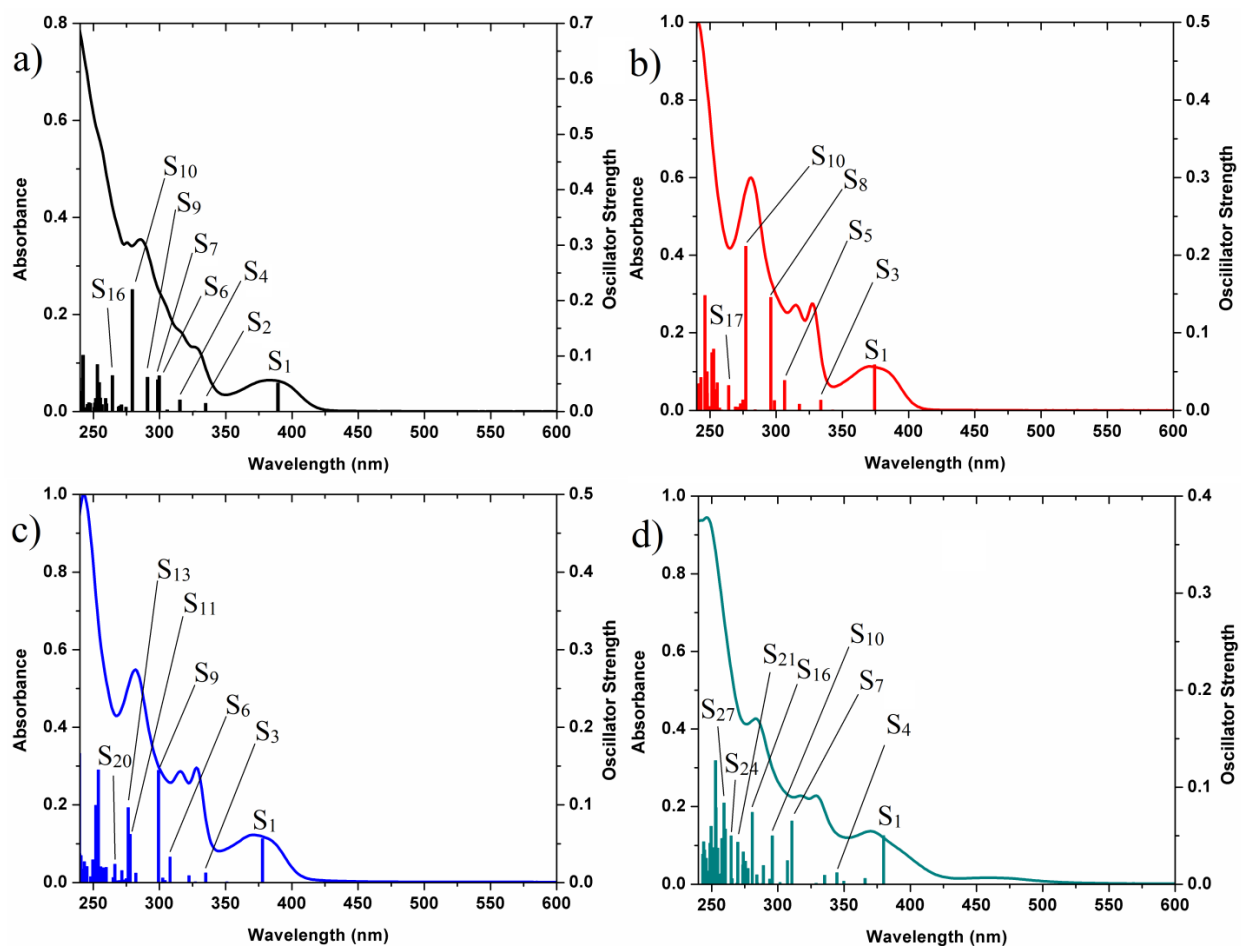 a)
0.8
0.6
0.4
0.2
0.0
Absorbance
0.7
0.6
0.5
0.4
0.3
0.2
0.1
0.0
Oscillator Strength
S10
S9
S7
S6
S4
S2
S16
S1
250 300 350 400 450 500 550 600
Wavelength (nm)
b)
1.0
0.8
0.6
0.4
0.2
0.0
Absorbance
0.5
0.4
0.3
0.2
0.1
0.0
Osciillator Strength
S10
S8
S5
S3
S17
S1
250 300 350 400 450 500 550 600
Wavelength (nm)
c)
1.0
0.8
0.6
0.4
0.2
0.0
Absorbance
0.5
0.4
0.3
0.2
0.1
0.0
Oscillator Strength
S13
S11
S9
S6
S3
S20
S1
250 300 350 400 450 500 550 600
Wavelength (nm)
d)
1.0
0.8
0.6
0.4
0.2
0.0
Absorbance
0.4
0.3
0.2
0.1
0.0
Oscillator Strength
S10
S21
S16
S7
S27
S4
S24
S1
250 300 350 400 450 500 550 600
Wavelength (nm)